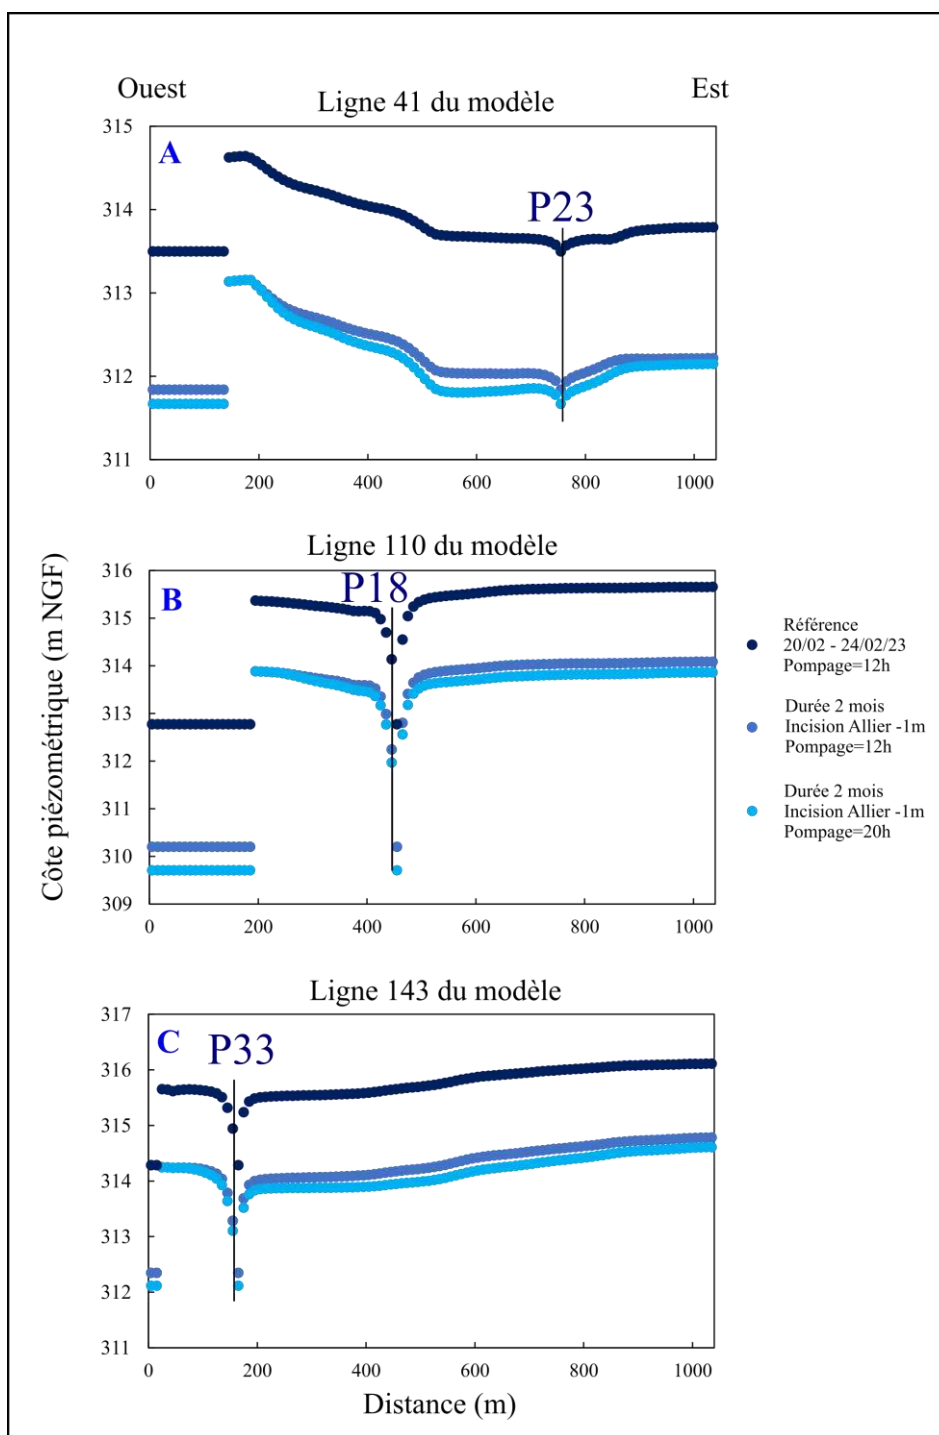 Ouest
Est
Ligne 41 du modèle
315
A
314
P23
313
312
311
0 200 400 600 800 1000
Ligne 110 du modèle
316
P18
B
315
314
313
312
311
310
309
0 200 400 600 800 1000
Côte piézométrique (m NGF)
Référence
20/02 - 24/02/23
Pompage=12h
Durée 2 mois
Incision Allier -1m
Pompage=12h
Durée 2 mois
Incision Allier -1m
Pompage=20h
Ligne 143 du modèle
317
C
P33
316
315
314
313
312
311
0 200 400 600 800 1000
Distance (m)